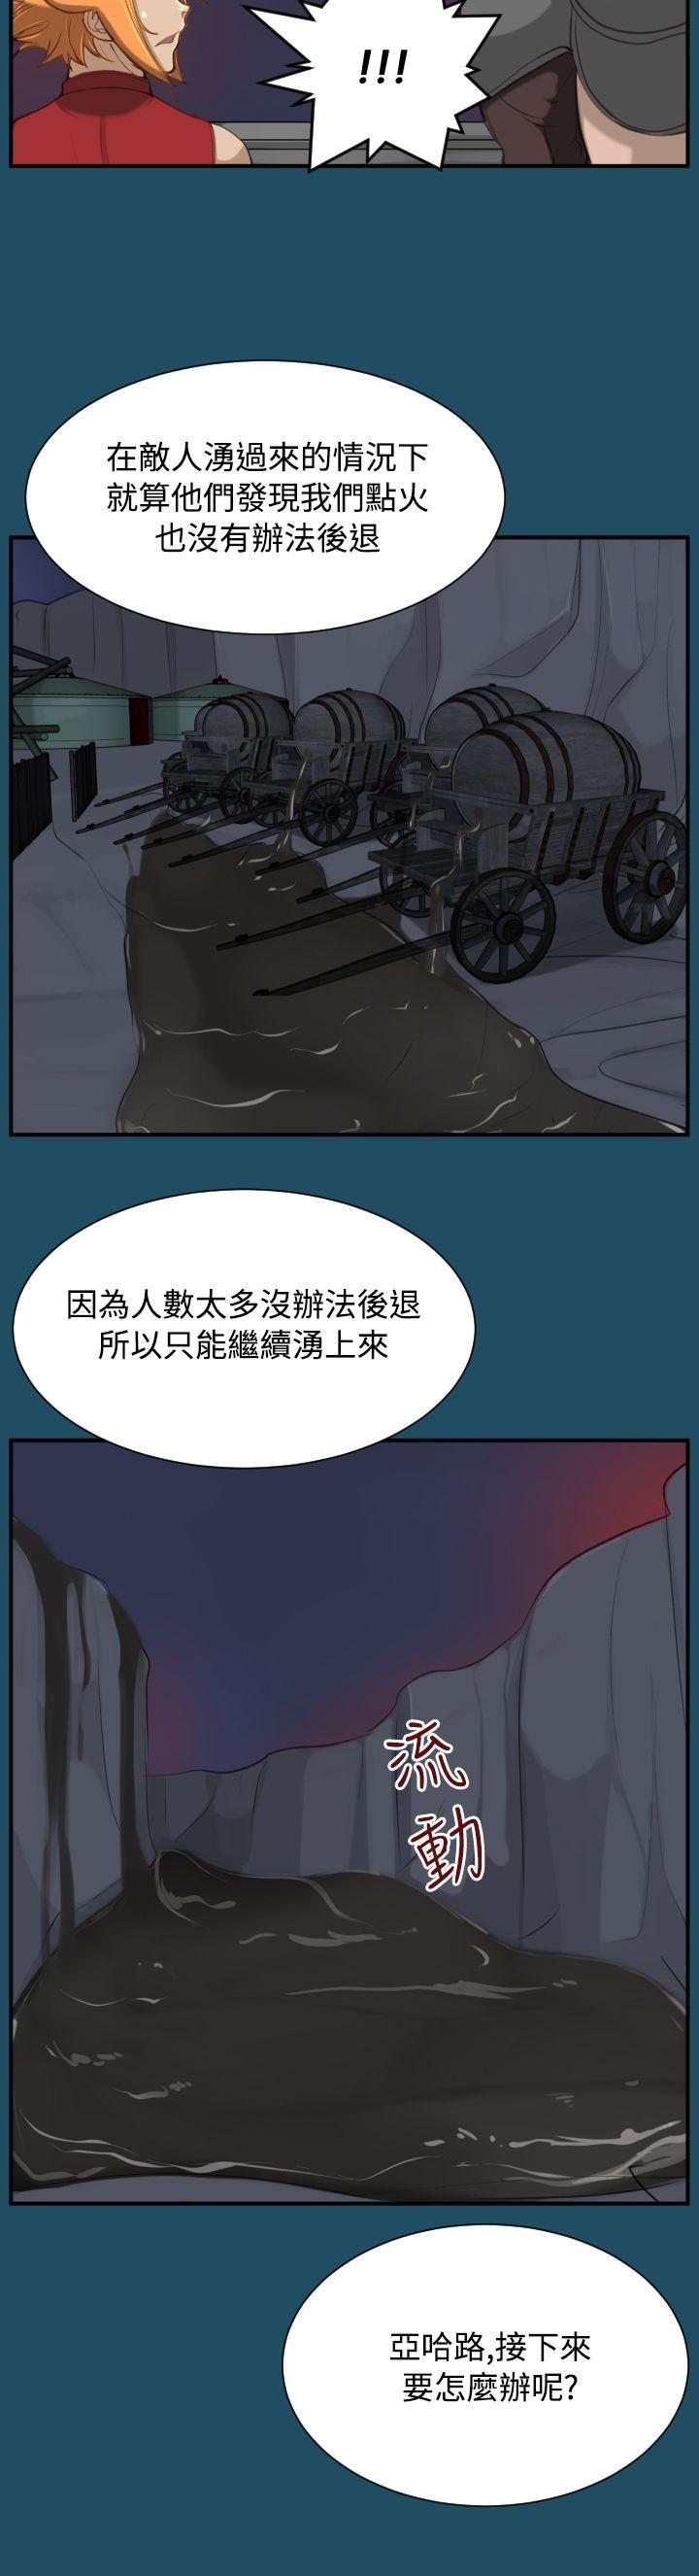 !!!
在敵人湧過來的情況下
就算他們發現我們點火
也沒有辦法後退
因為人數太多沒辦法後退
所以只能繼續湧上來
流
動
亞哈路,接下來
要怎麼辦呢?